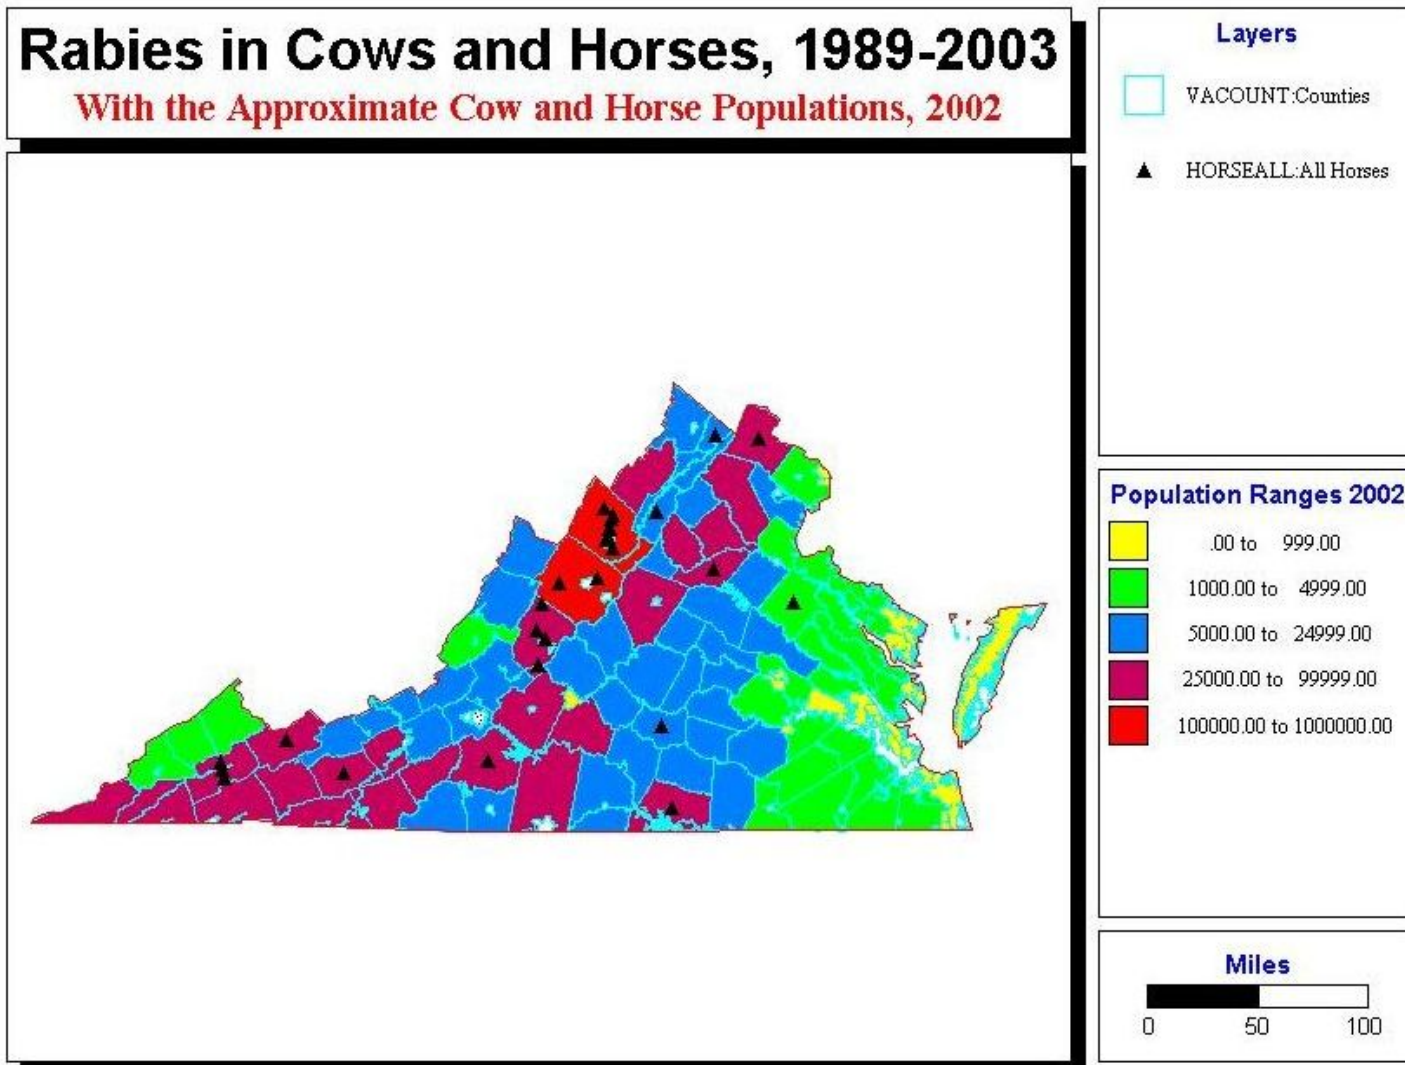 Rabies in Cows and Horses, 1989-2003
With the Approximate Cow and Horse Populations, 2002
Layers
VACOUNT:Counties
HORSEALL:All Horses
Population Ranges 2002
.00 to 999.00
1000.00 to 4999.00
5000.00 to 24999.00
25000.00 to 99999.00
100000.00 to 1000000.00
Miles
0 50 100